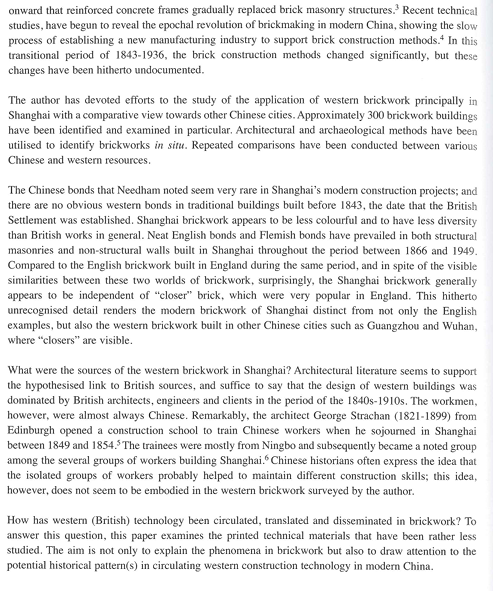 onward that reinforced concrete frames gradually replaced brick masonry structures.³ Recent technical
studies, have begun to reveal the epochal revolution of brickmaking in modern China, showing the slow
process of establishing a new manufacturing industry to support brick construction methods.⁴ In this
transitional period of 1843-1936, the brick construction methods changed significantly, but these
changes have been hitherto undocumented.
The author has devoted efforts to the study of the application of western brickwork principally in
Shanghai with a comparative view towards other Chinese cities. Approximately 300 brickwork buildings
have been identified and examined in particular. Architectural and archaeological methods have been
utilised to identify brickworks in situ. Repeated comparisons have been conducted between various
Chinese and western resources.
The Chinese bonds that Needham noted seem very rare in Shanghai's modern construction projects; and
there are no obvious western bonds in traditional buildings built before 1843, the date that the British
Settlement was established. Shanghai brickwork appears to be less colourful and to have less diversity
than British works in general. Neat English bonds and Flemish bonds have prevailed in both structural
masonries and non-structural walls built in Shanghai throughout the period between 1866 and 1949.
Compared to the English brickwork built in England during the same period, and in spite of the visible
similarities between these two worlds of brickwork, surprisingly, the Shanghai brickwork generally
appears to be independent of "closer" brick, which were very popular in England. This hitherto
unrecognised detail renders the modern brickwork of Shanghai distinct from not only the English
examples, but also the western brickwork built in other Chinese cities such as Guangzhou and Wuhan,
where "closers" are visible.
What were the sources of the western brickwork in Shanghai? Architectural literature seems to support
the hypothesised link to British sources, and suffice to say that the design of western buildings was
dominated by British architects, engineers and clients in the period of the 1840s-1910s. The workmen,
however, were almost always Chinese. Remarkably, the architect George Strachan (1821-1899) from
Edinburgh opened a construction school to train Chinese workers when he sojourned in Shanghai
between 1849 and 1854.⁵ The trainees were mostly from Ningbo and subsequently became a noted group
among the several groups of workers building Shanghai.⁶ Chinese historians often express the idea that
the isolated groups of workers probably helped to maintain different construction skills; this idea,
however, does not seem to be embodied in the western brickwork surveyed by the author.
How has western (British) technology been circulated, translated and disseminated in brickwork? To
answer this question, this paper examines the printed technical materials that have been rather less
studied. The aim is not only to explain the phenomena in brickwork but also to draw attention to the
potential historical pattern(s) in circulating western construction technology in modern China.